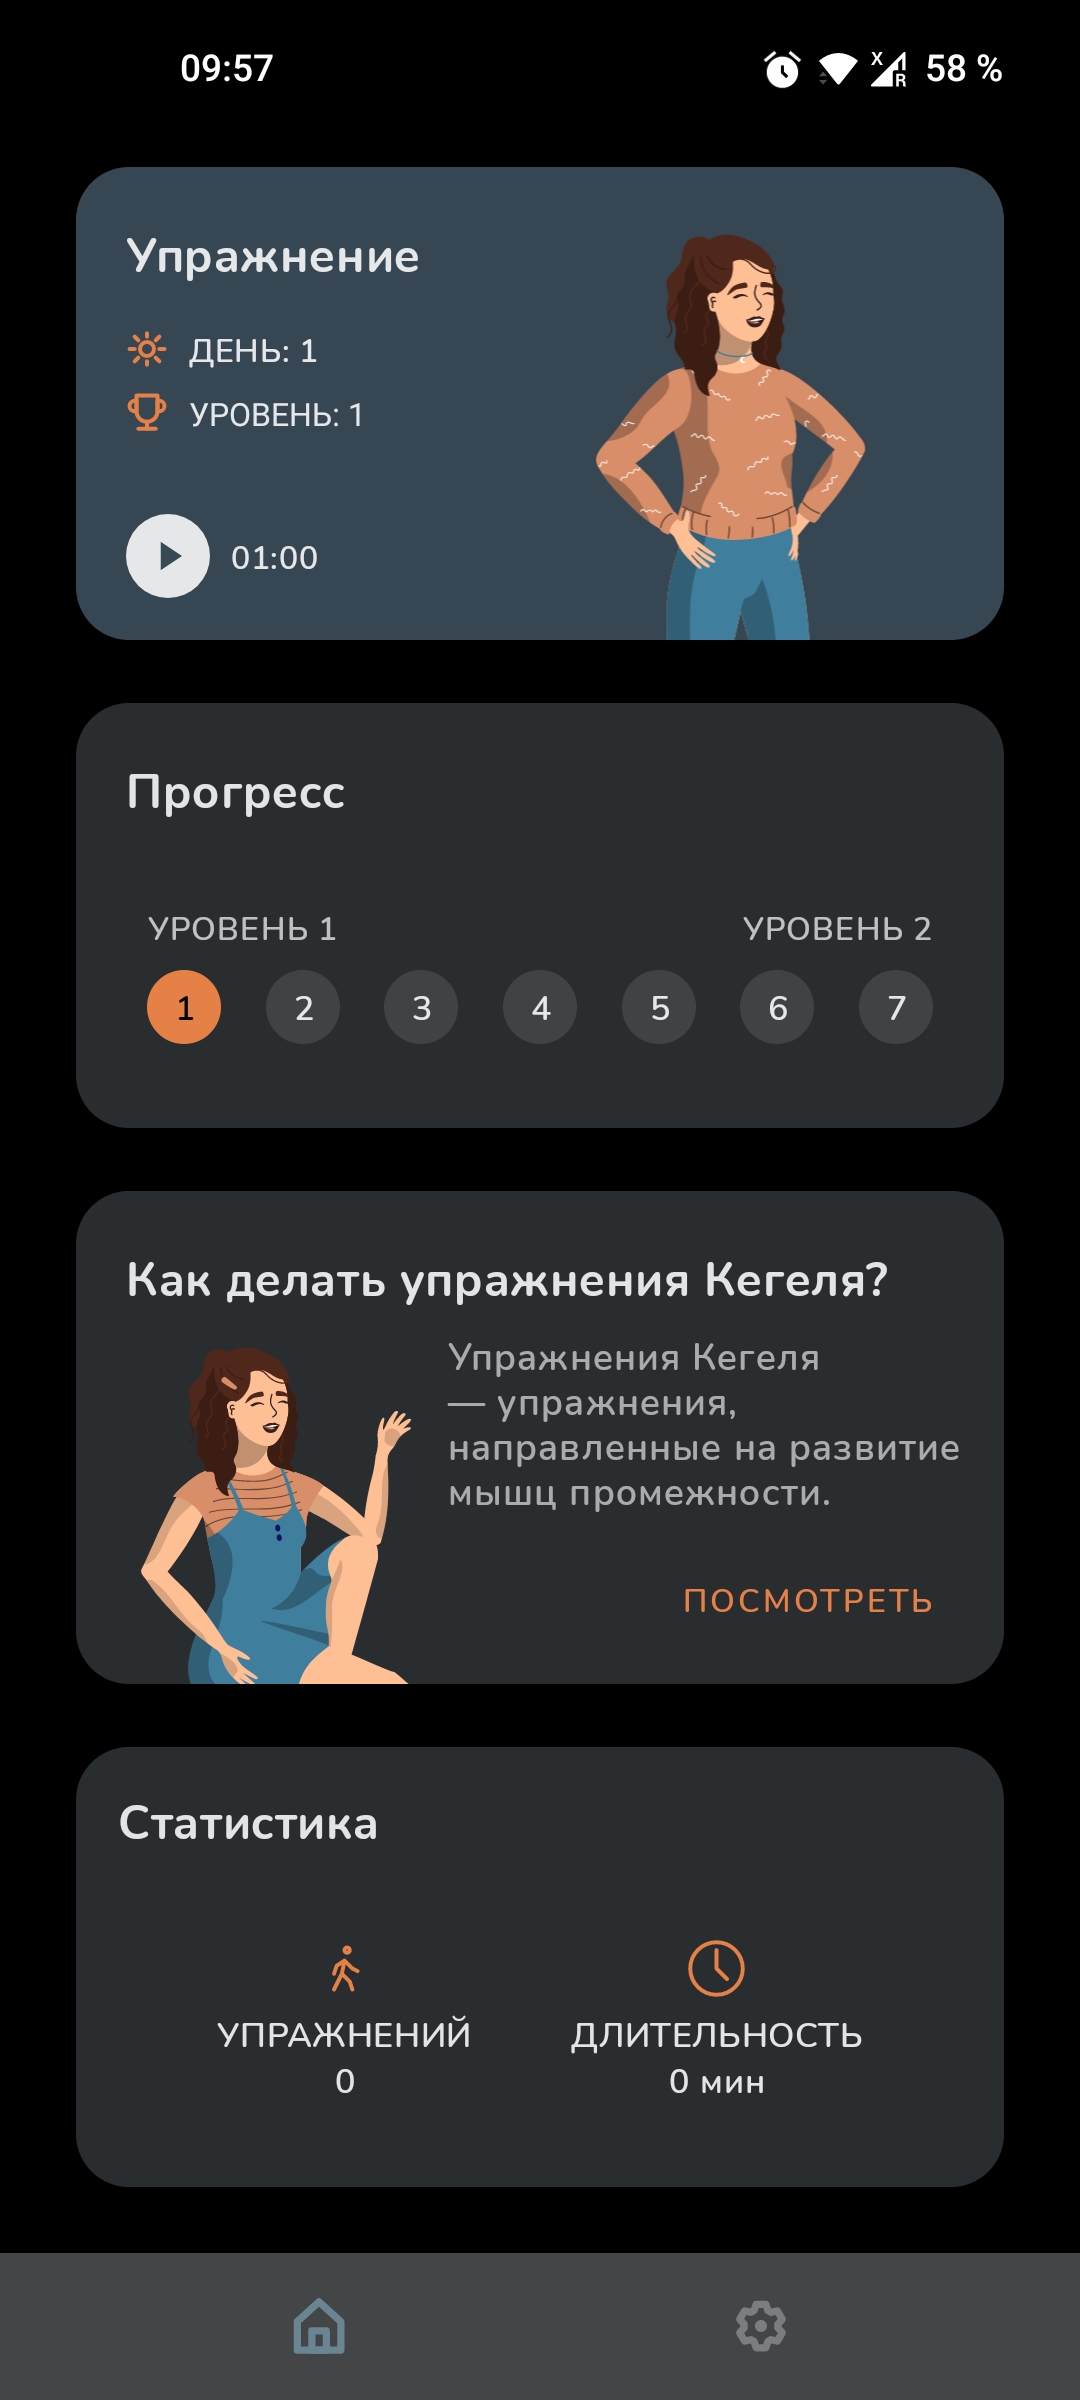 09:57
X
R
58 %
Упражнение
ДЕНЬ: 1
УРОВЕНЬ: 1
01:00
Прогресс
УРОВЕНЬ 1
УРОВЕНЬ 2
1 2 3 4 5 6 7
Как делать упражнения Кегеля?
Упражнения Кегеля
— упражнения,
направленные на развитие
мышц промежности.
ПОСМОТРЕТЬ
Статистика
УПРАЖНЕНИЙ
0
ДЛИТЕЛЬНОСТЬ
0 мин